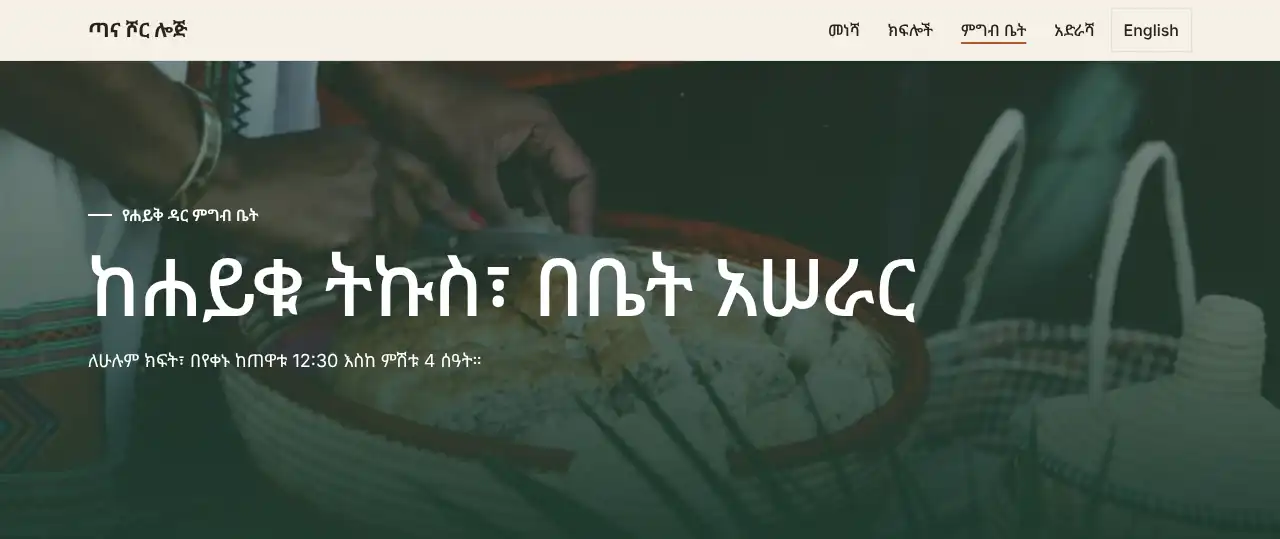 ጣና ሾር ሎጅ
መነሻ ክፍሎች ምግብ ቤት አድራሻ English
የሐይቅ ዳር ምግብ ቤት
ከሐይቁ ትኩስ፣ በቤት አሠራር
ለሁሉም ክፍት፣ በየቀኑ ከጠዋቱ 12:30 እስከ ምሽቱ 4 ሰዓት።